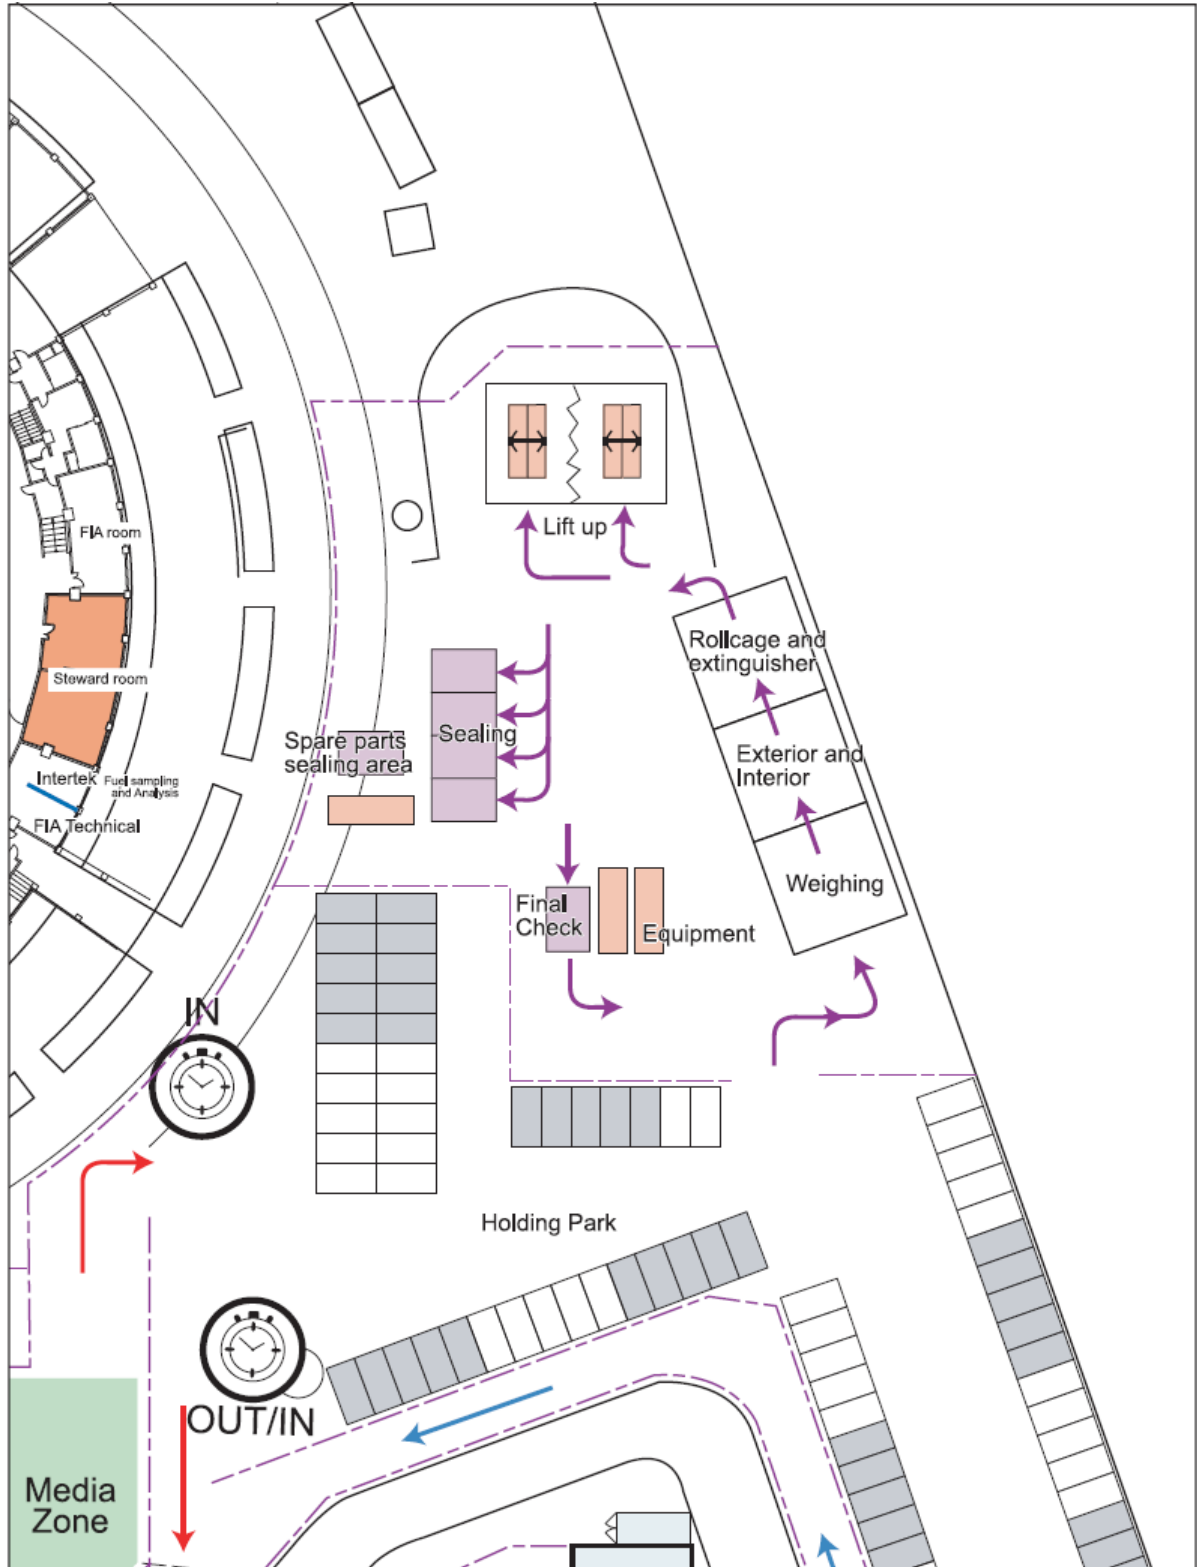 Lift up
FIA room
Rollcage and
extinguisher
Steward room
Spare parts
sealing area
Sealing
Exterior and
Interior
Intertek
Fuel sampling
and Analysis
FIA Technical
Weighing
Final
Check
Equipment
IN
Holding Park
OUT/IN
Media
Zone